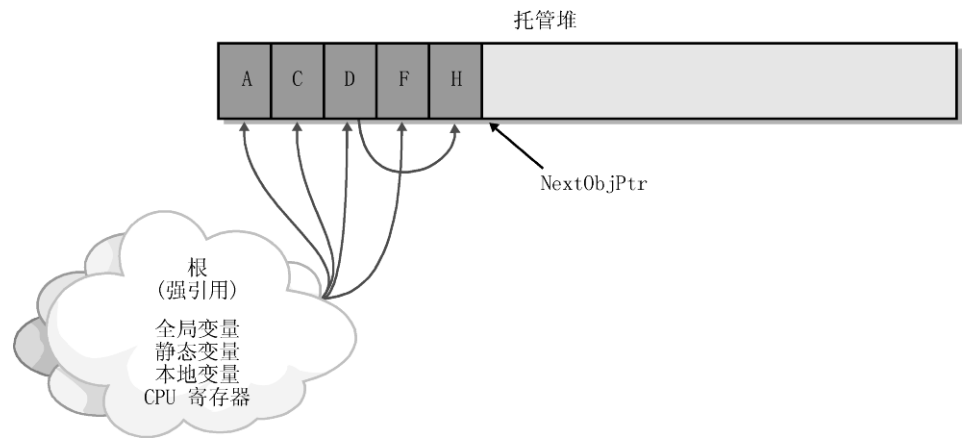 托管堆
A C D F H
NextObjPtr
根
(强引用)
全局变量
静态变量
本地变量
CPU 寄存器